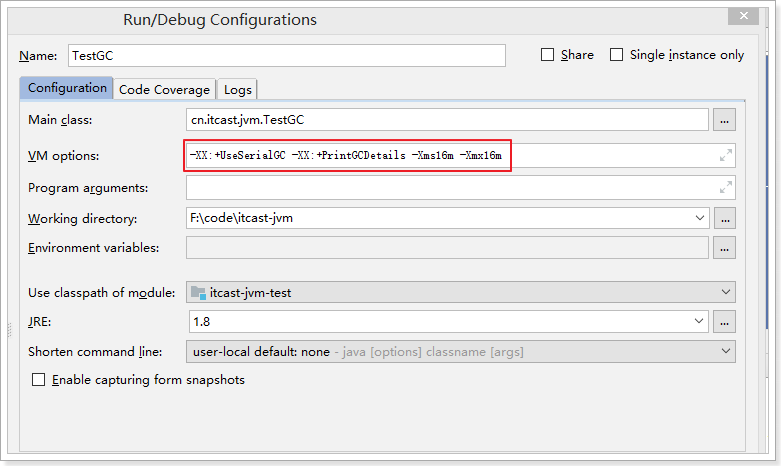 Run/Debug Configurations
Name: TestGC Share Single instance only
Configuration Code Coverage Logs
Main class: cn.itcast.jvm.TestGC ...
VM options: -XX:+UseSerialGC -XX:+PrintGCDetails -Xms16m -Xmx16m
Program arguments:
Working directory: F:\code\itcast-jvm ...
Environment variables: ...
Use classpath of module: itcast-jvm-test
JRE: 1.8 ...
Shorten command line: user-local default: none - java [options] classname [args]
Enable capturing form snapshots